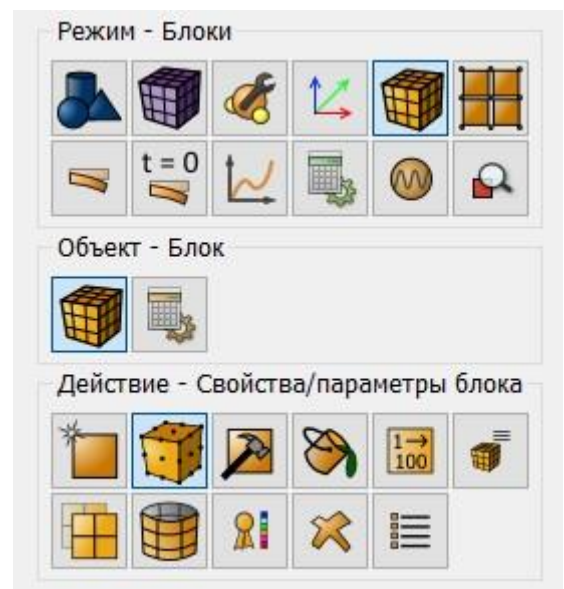 Режим - Блоки
t = 0
Объект - Блок
Действие - Свойства/параметры блока
1→
100